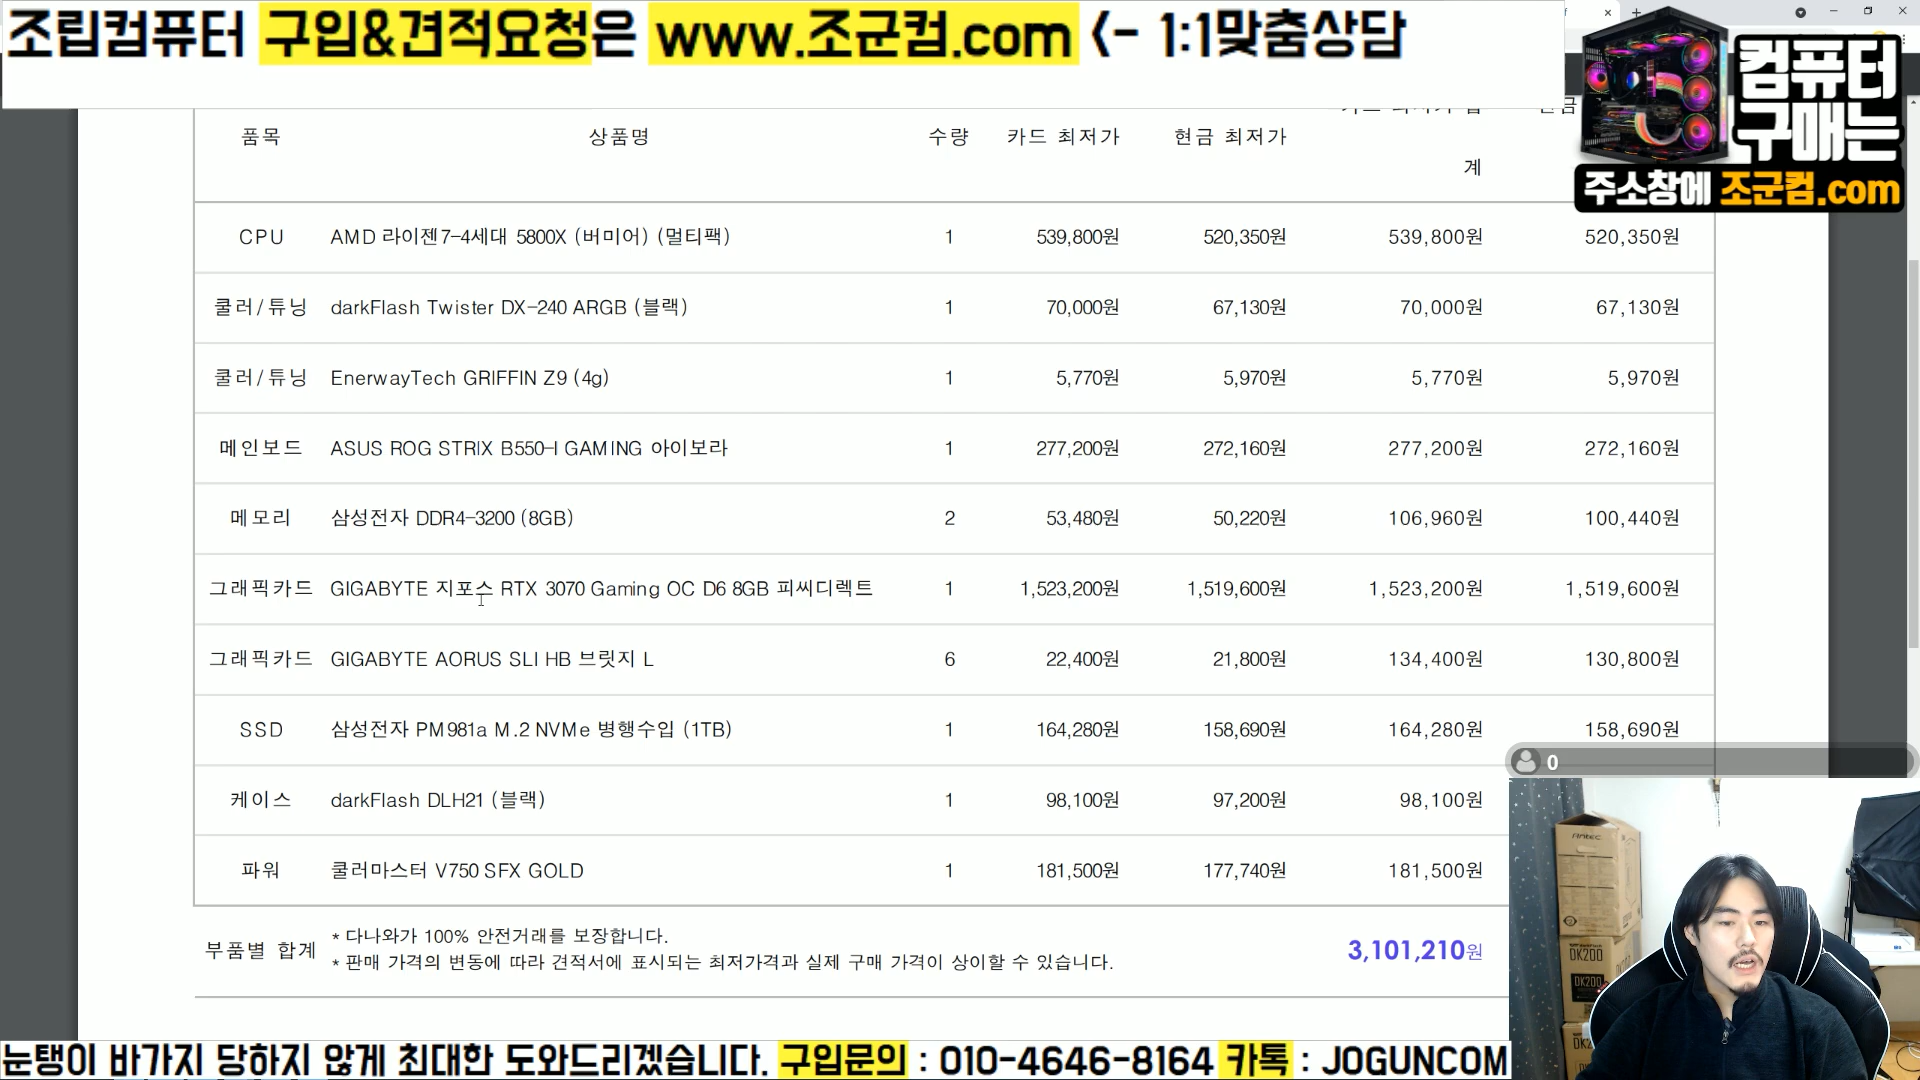 조립컴퓨터 구입&견적요청은 www.조군컴.com <- 1:1맞춤상담
컴퓨터
구매는
주소창에 조군컴.com
품목 상품명 수량 카드 최저가 현금 최저가
계
CPU AMD 라이젠7-4세대 5800X (버미어) (멀티팩) 1 539,800원 520,350원 539,800원 520,350원
쿨러/튜닝 darkFlash Twister DX-240 ARGB (블랙) 1 70,000원 67,130원 70,000원 67,130원
쿨러/튜닝 EnerwayTech GRIFFIN Z9 (4g) 1 5,770원 5,970원 5,770원 5,970원
메인보드 ASUS ROG STRIX B550-I GAMING 아이보라 1 277,200원 272,160원 277,200원 272,160원
메모리 삼성전자 DDR4-3200 (8GB) 2 53,480원 50,220원 106,960원 100,440원
그래픽카드 GIGABYTE 지포스 RTX 3070 Gaming OC D6 8GB 피씨디렉트 1 1,523,200원 1,519,600원 1,523,200원 1,519,600원
그래픽카드 GIGABYTE AORUS SLI HB 브릿지 L 6 22,400원 21,800원 134,400원 130,800원
SSD 삼성전자 PM981a M.2 NVMe 병행수입 (1TB) 1 164,280원 158,690원 164,280원 158,690원
0
케이스 darkFlash DLH21 (블랙) 1 98,100원 97,200원 98,100원
파워 쿨러마스터 V750 SFX GOLD 1 181,500원 177,740원 181,500원
부품별 합계 * 다나와가 100% 안전거래를 보장합니다.
* 판매 가격의 변동에 따라 견적서에 표시되는 최저가격과 실제 구매 가격이 상이할 수 있습니다.
3,101,210원
Antec
DK200
DK200
눈탱이 바가지 당하지 않게 최대한 도와드리겠습니다. 구입문의 : 010-4646-8164 카톡 : JOGUNCOM